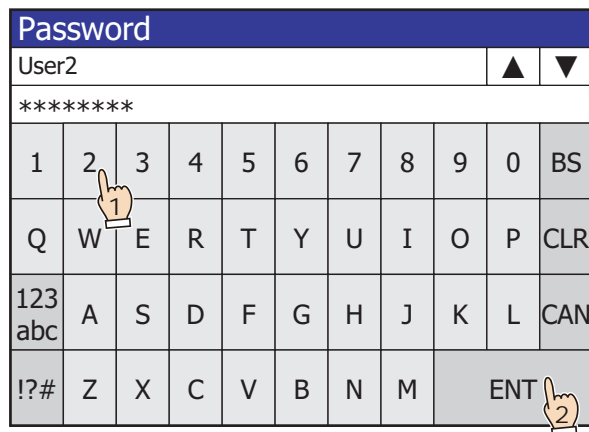 Password
User2 ▲ ▼
********
1 2 3 4 5 6 7 8 9 0 BS
1
Q W E R T Y U I O P CLR
123 abc A S D F G H J K L CAN
!?# Z X C V B N M ENT
2